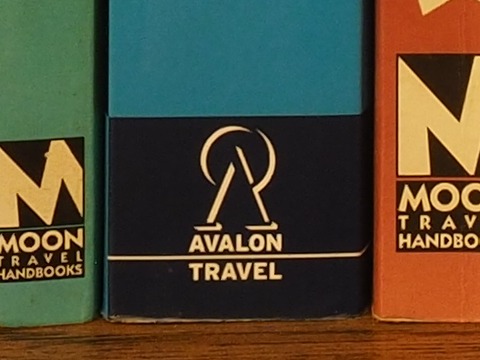 M
MOON
TRAVEL
HANDBOOKS
AVALON
TRAVEL
M
MOO
TRAV
HANDBO